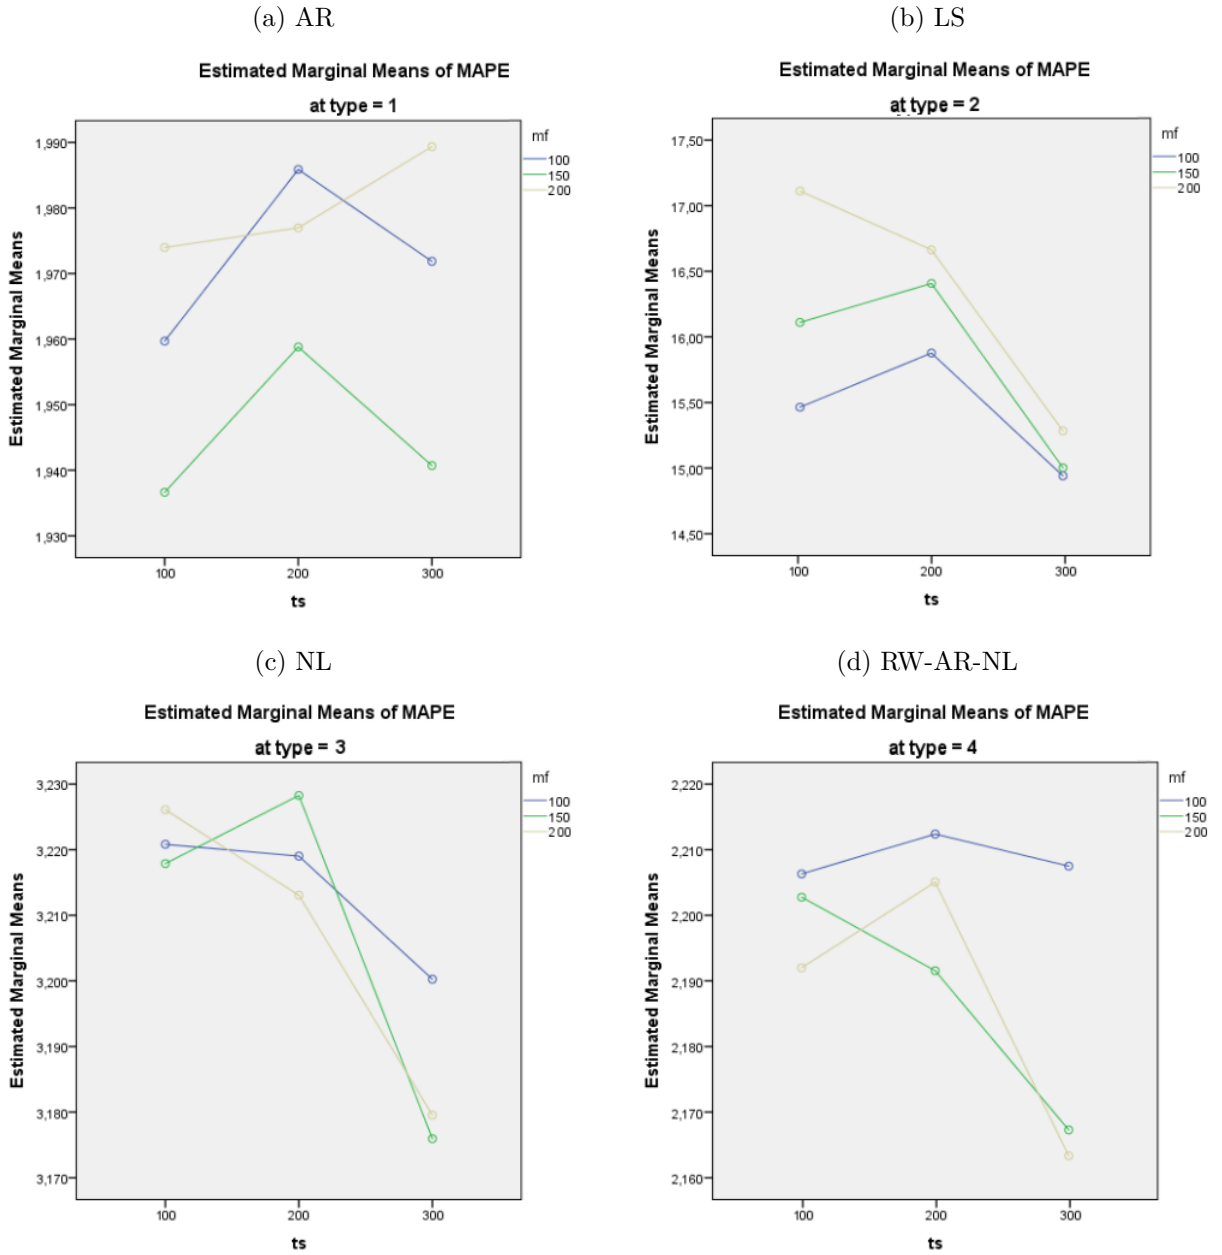 (a) AR
Estimated Marginal Means of MAPE
at type = 1
mf
100
150
200
Estimated Marginal Means
1,990
1,980
1,970
1,960
1,950
1,940
1,930
100 200 300
ts
(b) LS
Estimated Marginal Means of MAPE
at type = 2
mf
100
150
200
Estimated Marginal Means
17,50
17,00
16,50
16,00
15,50
15,00
14,50
100 200 300
ts
(c) NL
Estimated Marginal Means of MAPE
at type = 3
mf
100
150
200
Estimated Marginal Means
3,230
3,220
3,210
3,200
3,190
3,180
3,170
100 200 300
ts
(d) RW-AR-NL
Estimated Marginal Means of MAPE
at type = 4
mf
100
150
200
Estimated Marginal Means
2,220
2,210
2,200
2,190
2,180
2,170
2,160
100 200 300
ts